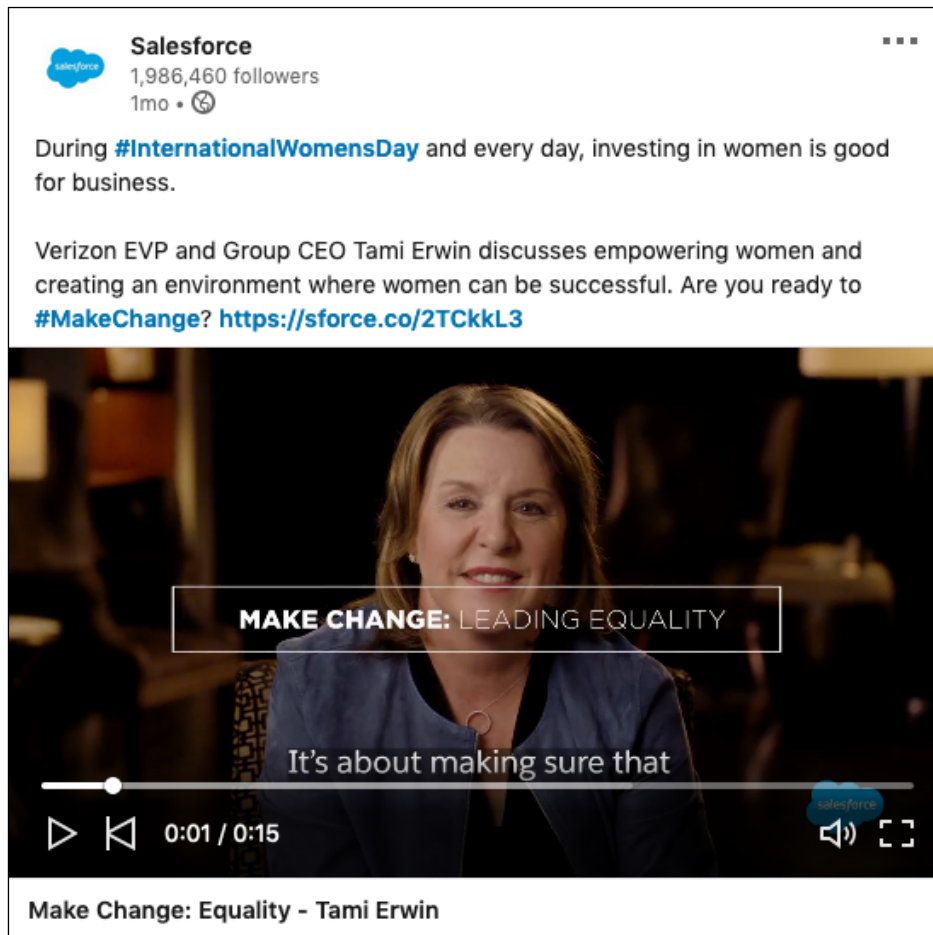 salesforce
Salesforce
1,986,460 followers
1mo •
During #InternationalWomensDay and every day, investing in women is good
for business.
Verizon EVP and Group CEO Tami Erwin discusses empowering women and
creating an environment where women can be successful. Are you ready to
#MakeChange? https://sforce.co/2TCkkL3
MAKE CHANGE: LEADING EQUALITY
It's about making sure that
salesforce
0:01 / 0:15
Make Change: Equality - Tami Erwin